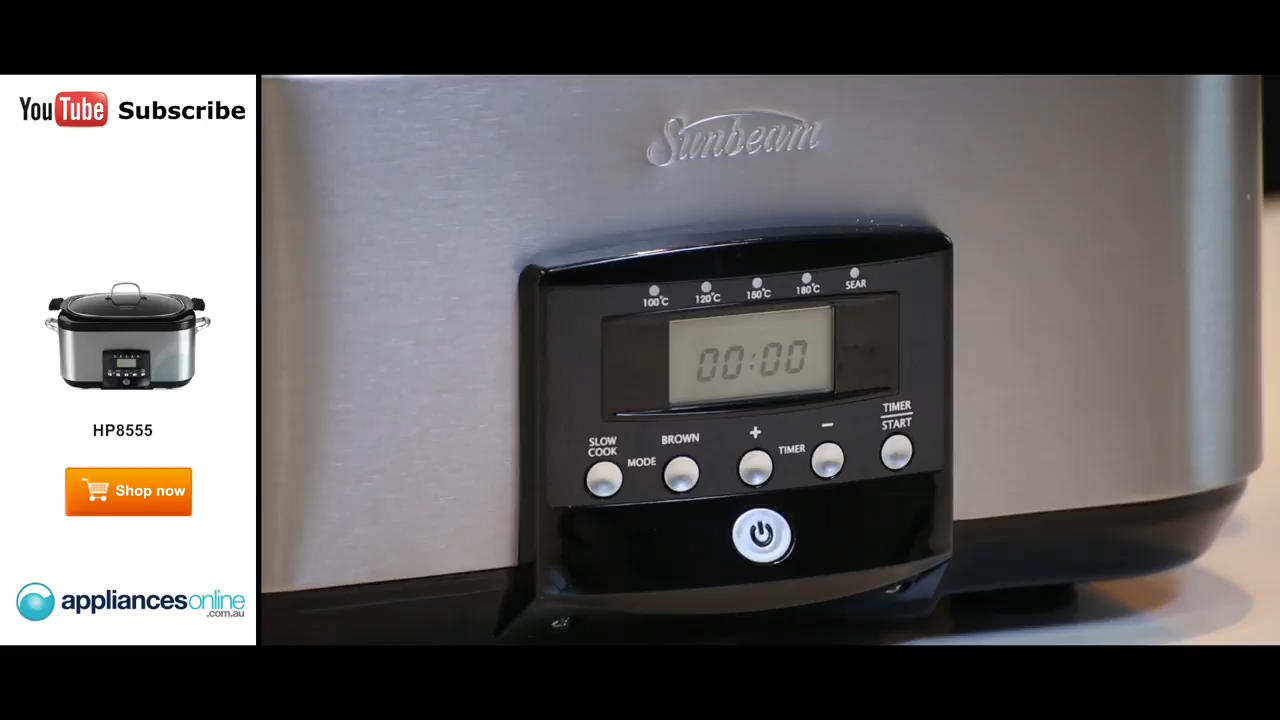 YouTube Subscribe
HP8555
Shop now
appliancesonline
.com.au
Sunbeam
100°C 120°C 150°C 180°C SEAR
00:00
SLOW
COOK
MODE
BROWN
+
TIMER
−
TIMER
START